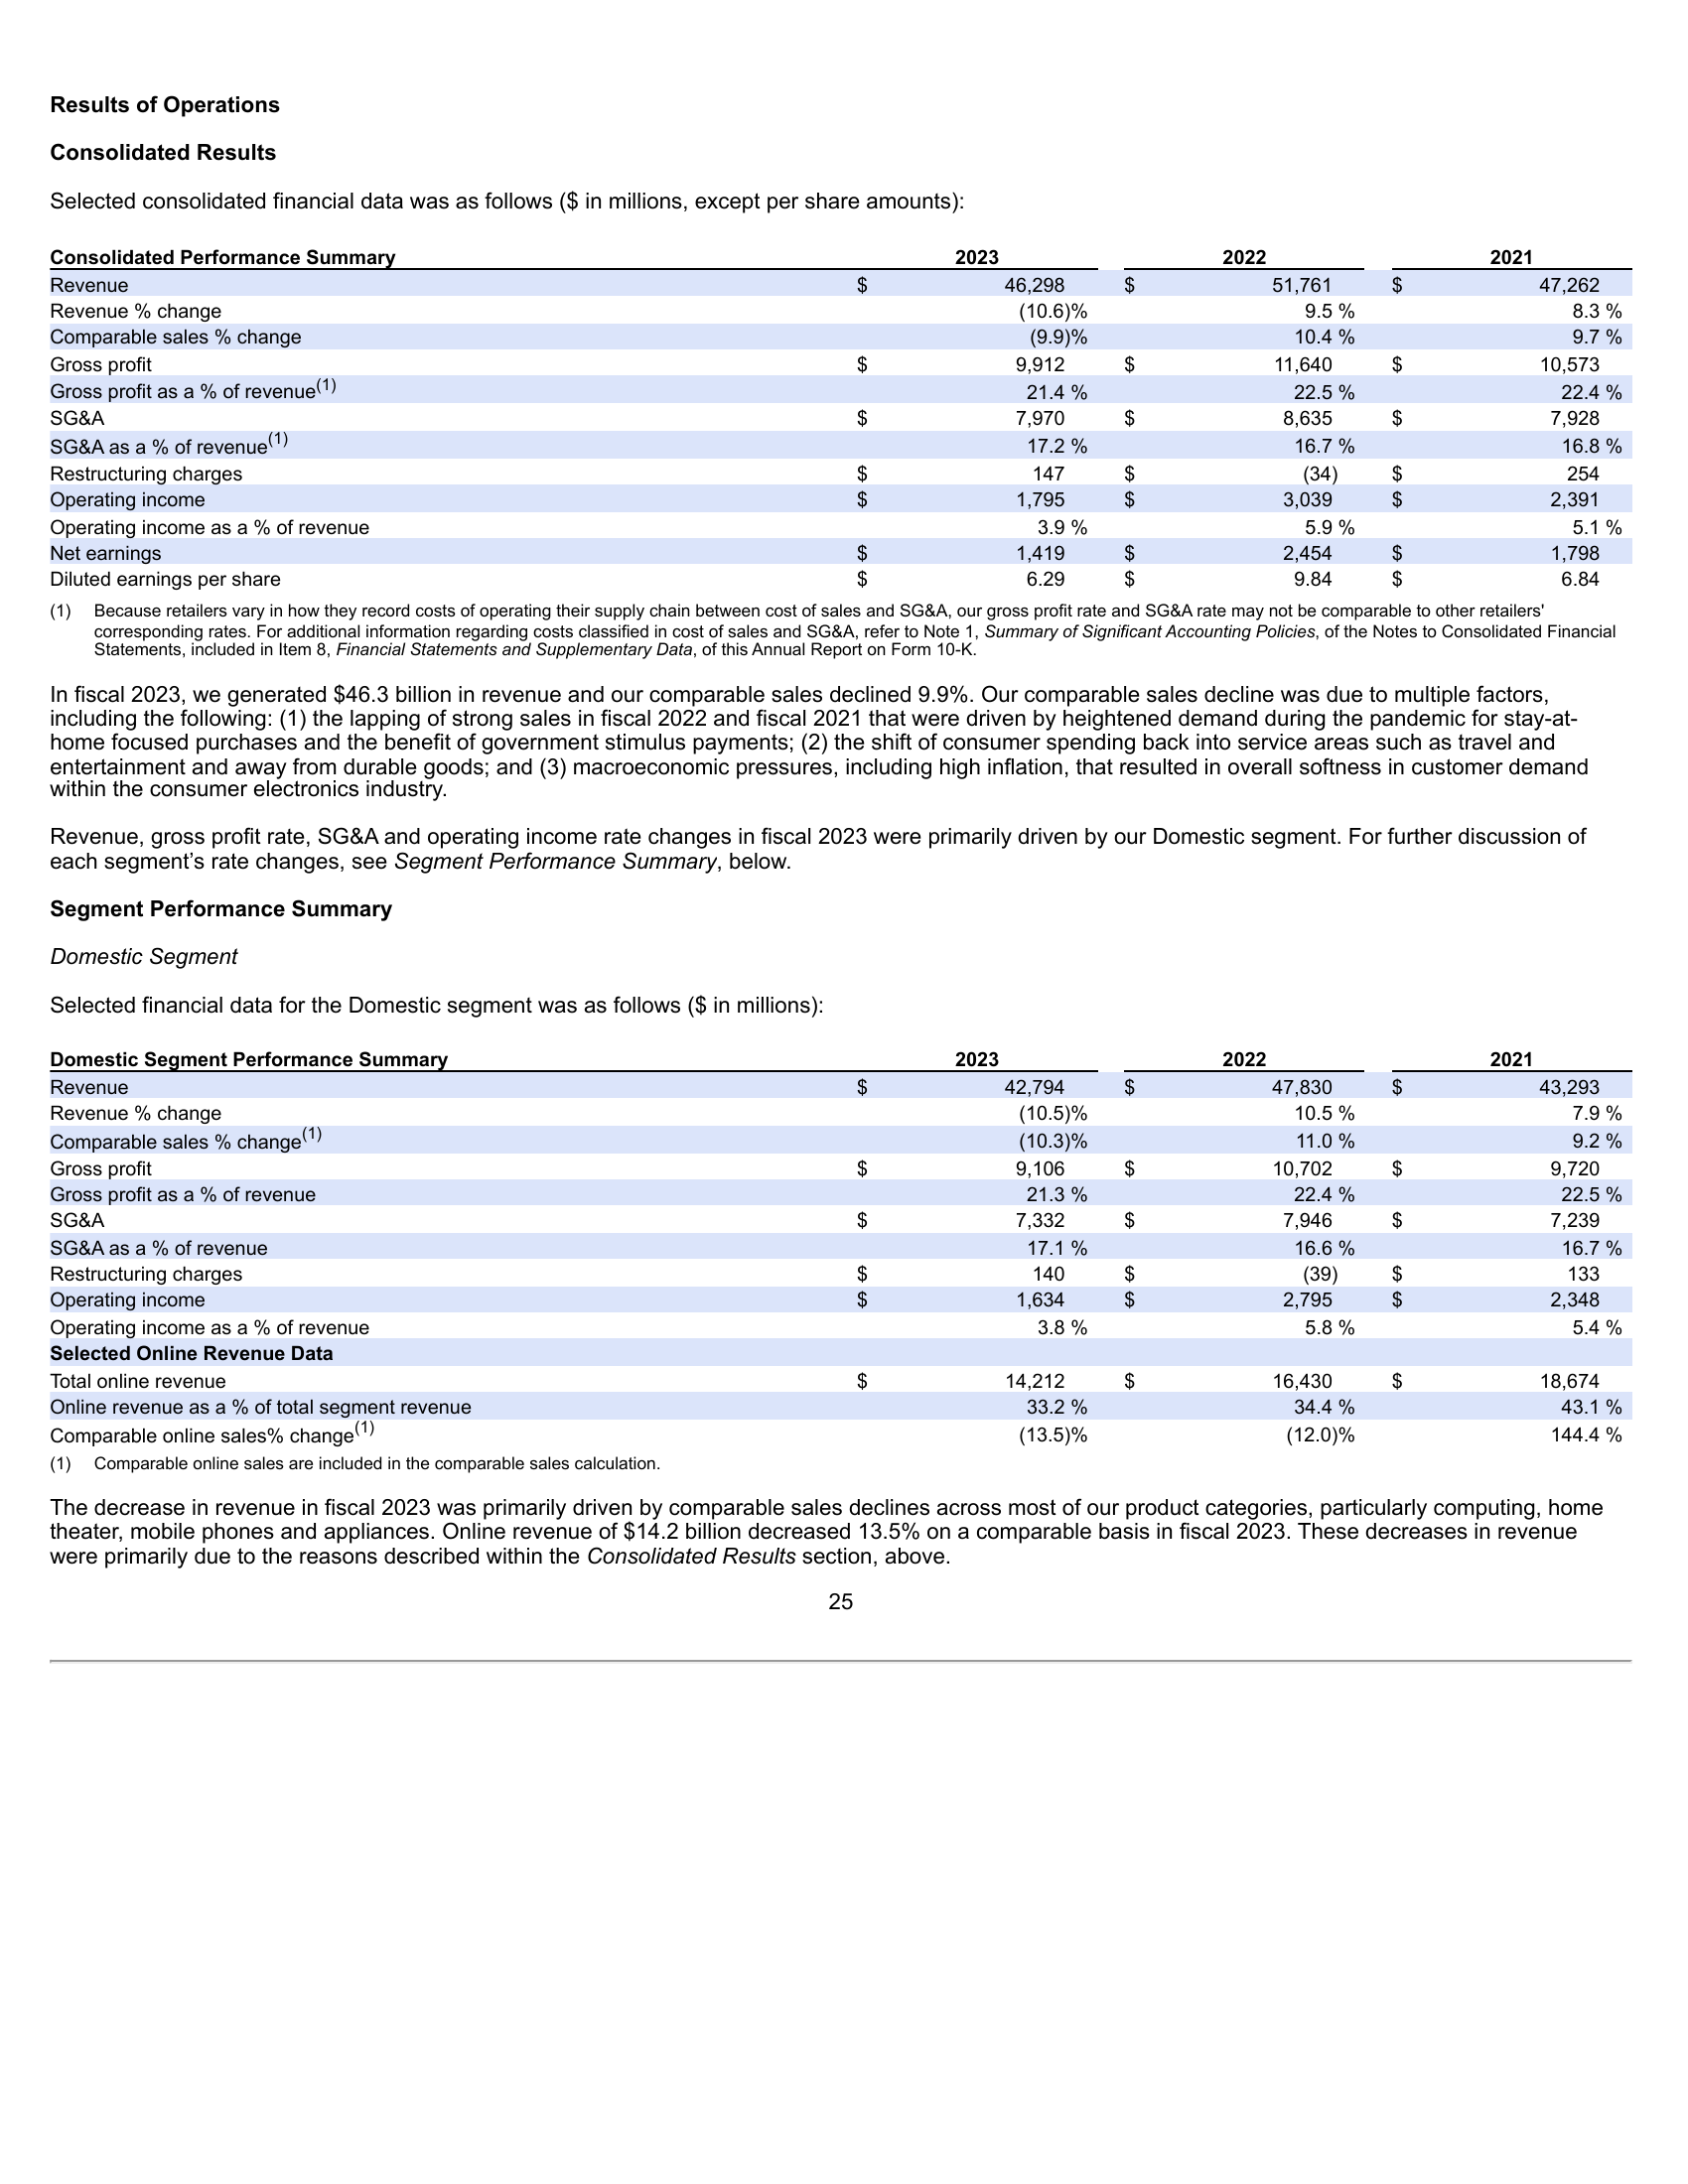 Results of Operations
Consolidated Results
Selected consolidated financial data was as follows ($ in millions, except per share amounts):
Consolidated Performance Summary 2023 2022 2021
Revenue $ 46,298 $ 51,761 $ 47,262
Revenue % change (10.6)% 9.5 % 8.3 %
Comparable sales % change (9.9)% 10.4 % 9.7 %
Gross profit $ 9,912 $ 11,640 $ 10,573
Gross profit as a % of revenue(1) 21.4 % 22.5 % 22.4 %
SG&A $ 7,970 $ 8,635 $ 7,928
SG&A as a % of revenue(1) 17.2 % 16.7 % 16.8 %
Restructuring charges $ 147 $ (34) $ 254
Operating income $ 1,795 $ 3,039 $ 2,391
Operating income as a % of revenue 3.9 % 5.9 % 5.1 %
Net earnings $ 1,419 $ 2,454 $ 1,798
Diluted earnings per share $ 6.29 $ 9.84 $ 6.84
(1) Because retailers vary in how they record costs of operating their supply chain between cost of sales and SG&A, our gross profit rate and SG&A rate may not be comparable to other retailers'
corresponding rates. For additional information regarding costs classified in cost of sales and SG&A, refer to Note 1, Summary of Significant Accounting Policies, of the Notes to Consolidated Financial
Statements, included in Item 8, Financial Statements and Supplementary Data, of this Annual Report on Form 10-K.
In fiscal 2023, we generated $46.3 billion in revenue and our comparable sales declined 9.9%. Our comparable sales decline was due to multiple factors,
including the following: (1) the lapping of strong sales in fiscal 2022 and fiscal 2021 that were driven by heightened demand during the pandemic for stay-at-
home focused purchases and the benefit of government stimulus payments; (2) the shift of consumer spending back into service areas such as travel and
entertainment and away from durable goods; and (3) macroeconomic pressures, including high inflation, that resulted in overall softness in customer demand
within the consumer electronics industry.
Revenue, gross profit rate, SG&A and operating income rate changes in fiscal 2023 were primarily driven by our Domestic segment. For further discussion of
each segment’s rate changes, see Segment Performance Summary, below.
Segment Performance Summary
Domestic Segment
Selected financial data for the Domestic segment was as follows ($ in millions):
Domestic Segment Performance Summary 2023 2022 2021
Revenue $ 42,794 $ 47,830 $ 43,293
Revenue % change (10.5)% 10.5 % 7.9 %
Comparable sales % change(1) (10.3)% 11.0 % 9.2 %
Gross profit $ 9,106 $ 10,702 $ 9,720
Gross profit as a % of revenue 21.3 % 22.4 % 22.5 %
SG&A $ 7,332 $ 7,946 $ 7,239
SG&A as a % of revenue 17.1 % 16.6 % 16.7 %
Restructuring charges $ 140 $ (39) $ 133
Operating income $ 1,634 $ 2,795 $ 2,348
Operating income as a % of revenue 3.8 % 5.8 % 5.4 %
Selected Online Revenue Data
Total online revenue $ 14,212 $ 16,430 $ 18,674
Online revenue as a % of total segment revenue 33.2 % 34.4 % 43.1 %
Comparable online sales% change(1) (13.5)% (12.0)% 144.4 %
(1) Comparable online sales are included in the comparable sales calculation.
The decrease in revenue in fiscal 2023 was primarily driven by comparable sales declines across most of our product categories, particularly computing, home
theater, mobile phones and appliances. Online revenue of $14.2 billion decreased 13.5% on a comparable basis in fiscal 2023. These decreases in revenue
were primarily due to the reasons described within the Consolidated Results section, above.
25